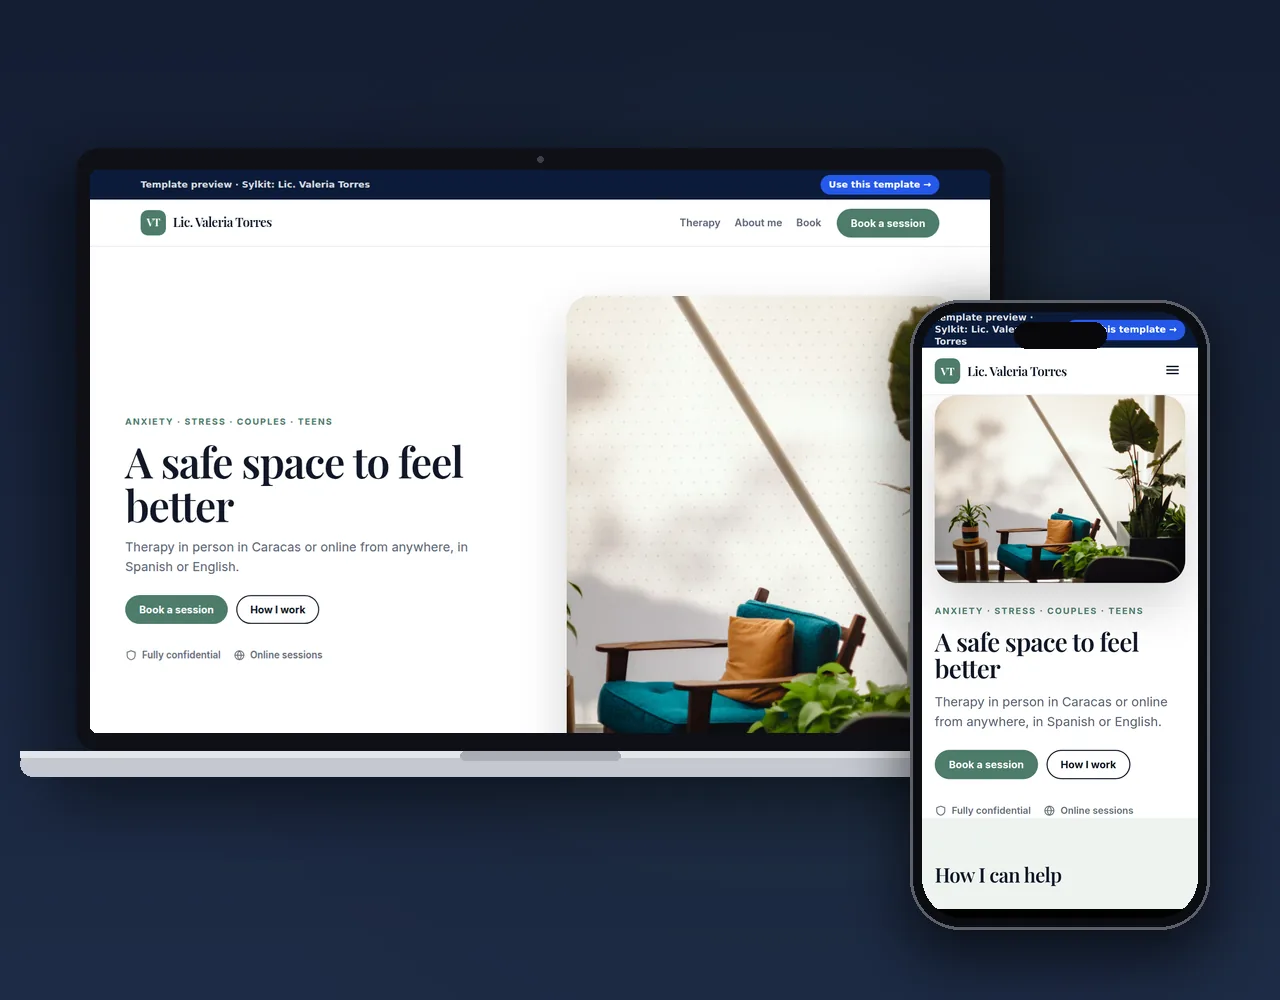 Template preview · Sylkit: Lic. Valeria Torres
Use this template →
VT
Lic. Valeria Torres
Therapy
About me
Book
Book a session
ANXIETY · STRESS · COUPLES · TEENS
A safe space to feel
better
Therapy in person in Caracas or online from anywhere, in
Spanish or English.
Book a session
How I work
Fully confidential
Online sessions
preview ·
Sylkit: Lic.
Torres
template →
VT
Lic. Valeria Torres
ANXIETY · STRESS · COUPLES · TEENS
A safe space to feel
better
Therapy in person in Caracas or online
from anywhere, in Spanish or English.
Book a session
How I work
Fully confidential
Online sessions
How I can help